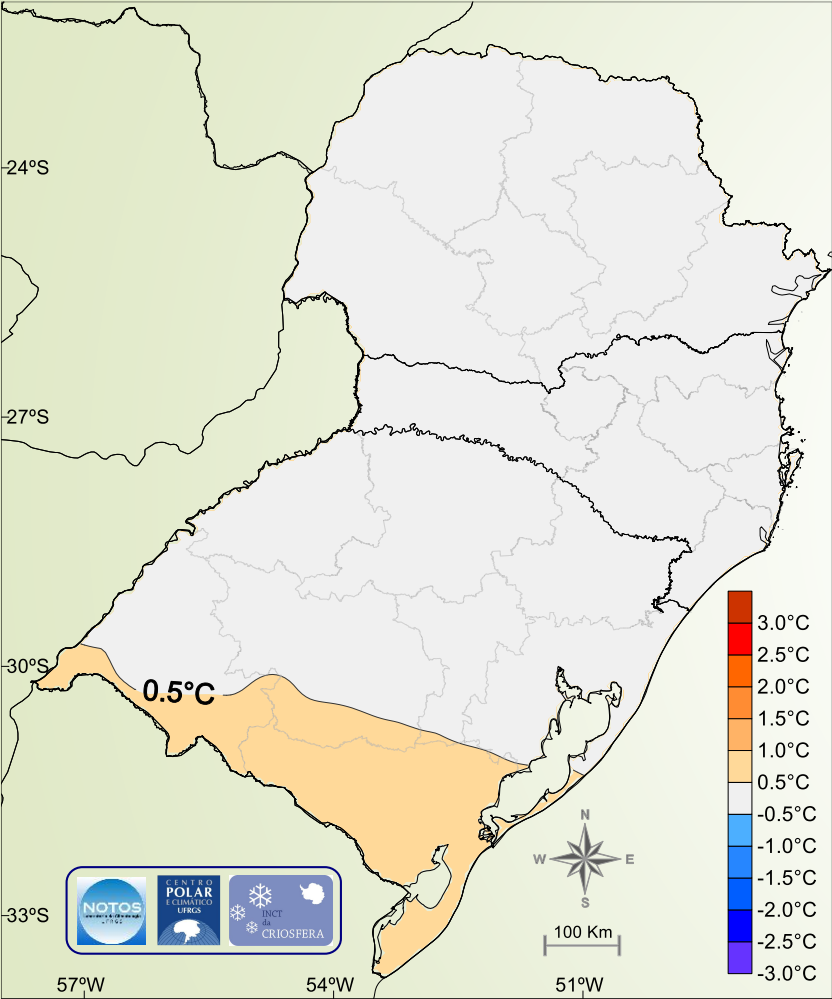 24ºS
27ºS
30ºS
33ºS
0.5°C
3.0°C
2.5°C
2.0°C
1.5°C
1.0°C
0.5°C
-0.5°C
-1.0°C
-1.5°C
-2.0°C
-2.5°C
-3.0°C
N
W E
S
100 Km
NOTOS
UFRGS
CENTRO
POLAR
E CLIMÁTICO
UFRGS
INCT
da
CRIOSFERA
57ºW
54ºW
51ºW